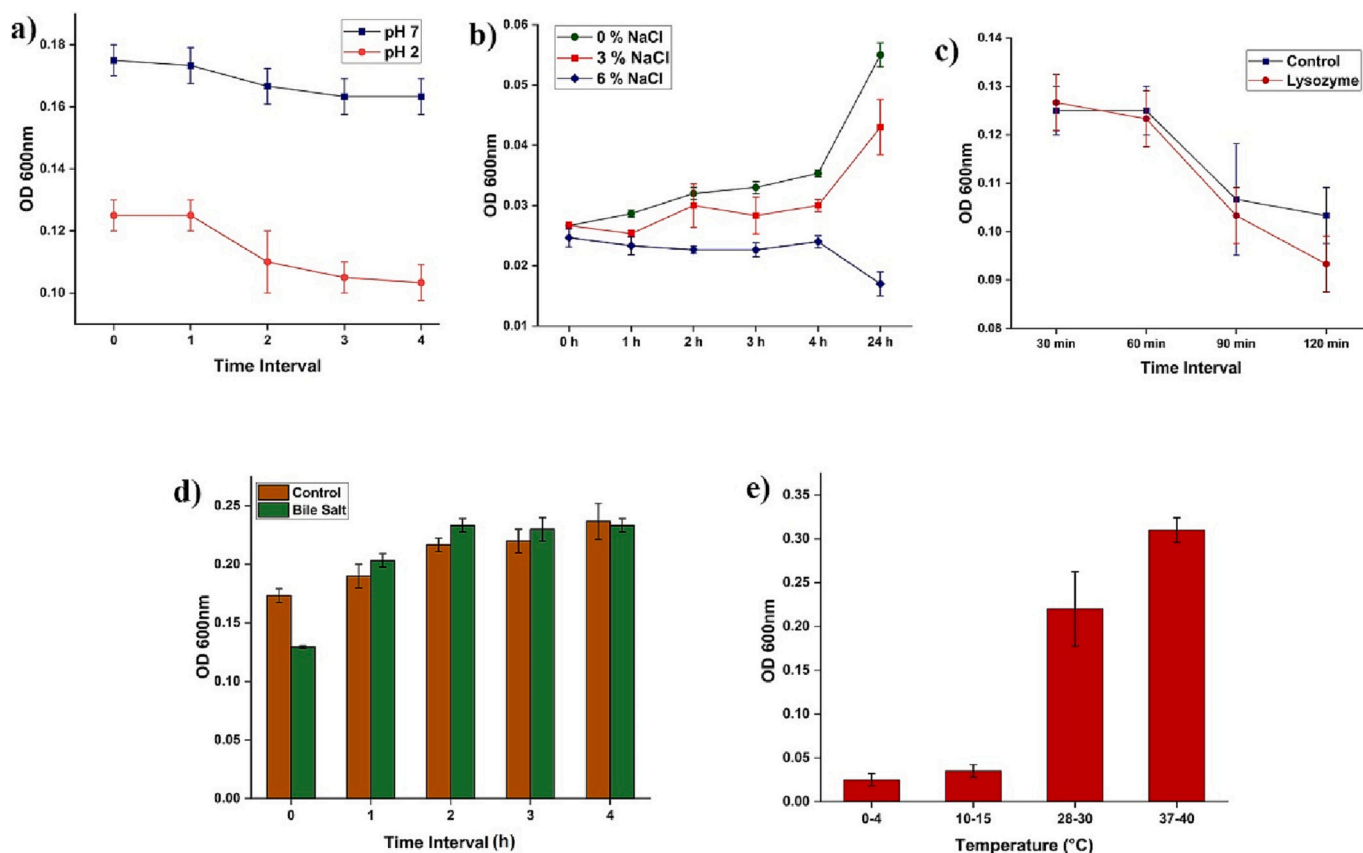 a)
pH 7
pH 2
0.18
0.16
0.14
0.12
0.10
OD 600nm
0 1 2 3 4
Time Interval
b)
0 % NaCl
3 % NaCl
6 % NaCl
0.06
0.05
0.04
0.03
0.02
0.01
OD 600nm
0 h 1 h 2 h 3 h 4 h 24 h
c)
Control
Lysozyme
0.14
0.13
0.12
0.11
0.10
0.09
0.08
OD 600nm
30 min 60 min 90 min 120 min
Time Interval
d)
Control
Bile Salt
0.25
0.20
0.15
0.10
0.05
0.00
OD 600nm
0 1 2 3 4
Time Interval (h)
e)
0.35
0.30
0.25
0.20
0.15
0.10
0.05
0.00
OD 600nm
0-4 10-15 28-30 37-40
Temperature (°C)